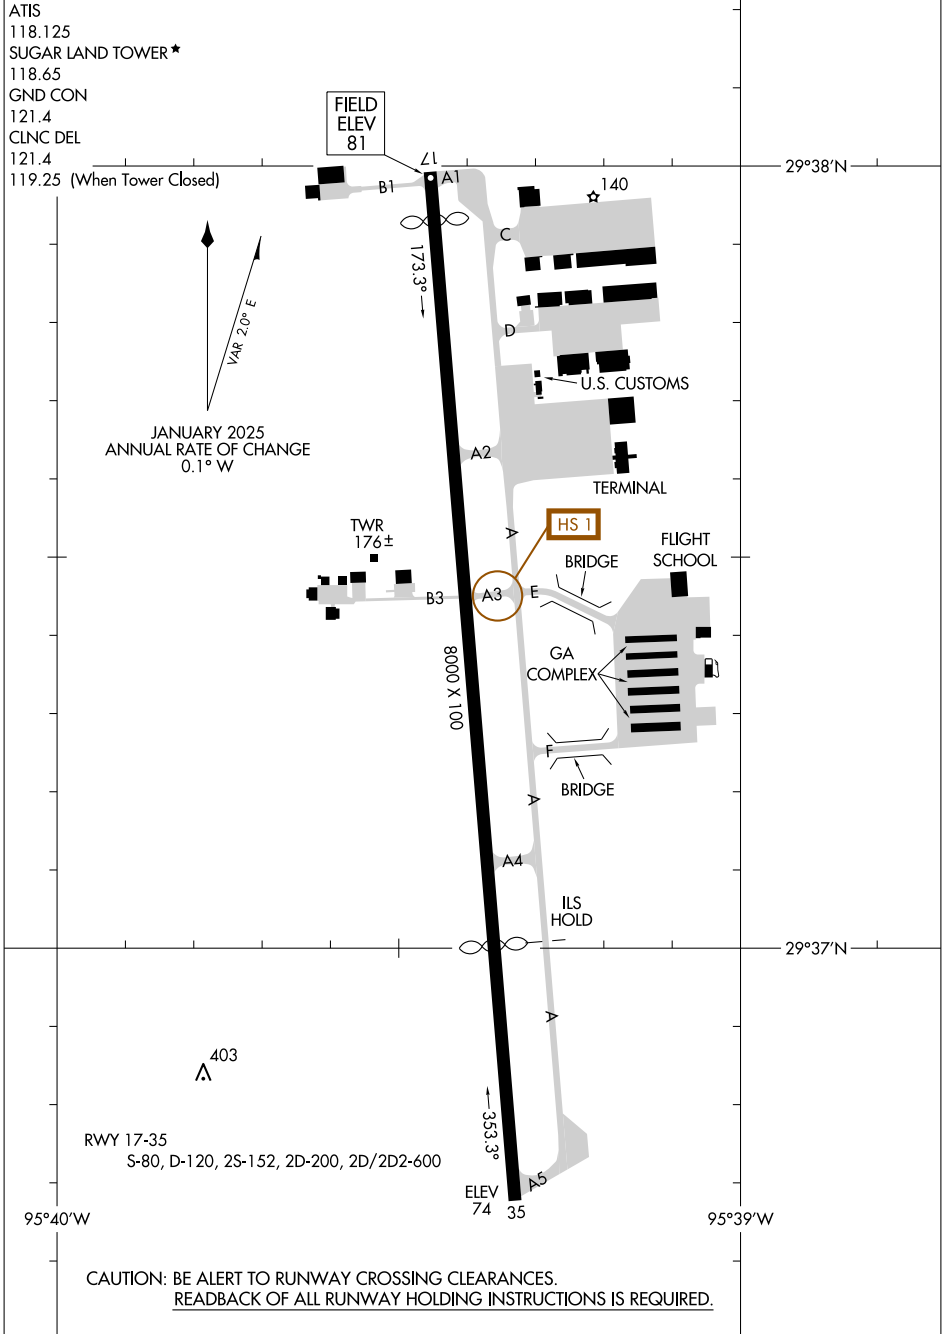 ATIS
118.125
SUGAR LAND TOWER★
118.65
GND CON
121.4
CLNC DEL
121.4
119.25 (When Tower Closed)
FIELD
ELEV
81
17
A1
B1
29°38'N
140
C
173.3°
D
VAR 2.0° E
U.S. CUSTOMS
JANUARY 2025
ANNUAL RATE OF CHANGE
0.1° W
A2
TERMINAL
HS 1
TWR
176±
A
BRIDGE
FLIGHT
SCHOOL
B3
A3
E
8000 X 100
GA
COMPLEX
F
BRIDGE
A
A4
ILS
HOLD
29°37'N
A
403
353.3°
RWY 17-35
S-80, D-120, 2S-152, 2D-200, 2D/2D2-600
A5
ELEV
74
35
95°40'W
95°39'W
CAUTION: BE ALERT TO RUNWAY CROSSING CLEARANCES.
READBACK OF ALL RUNWAY HOLDING INSTRUCTIONS IS REQUIRED.